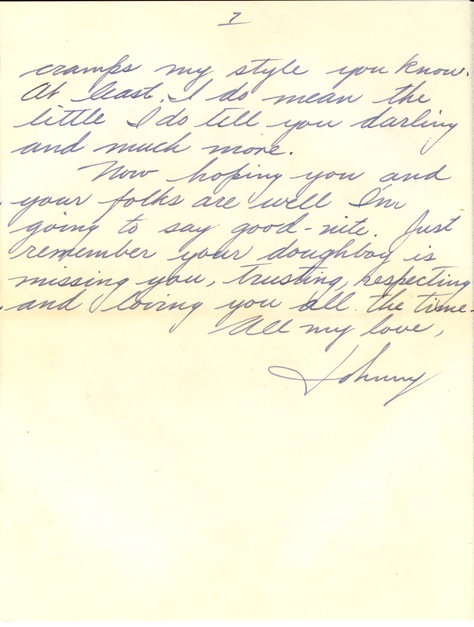 7
cramps my style you know.
At least, I do mean the
little I do tell you darling
and much more.
Now hoping you and
your folks are well I'm
going to say good-nite. Just
remember your doughboy is
missing you, trusting, respecting
and loving you all the time.
All my love,
Johnny